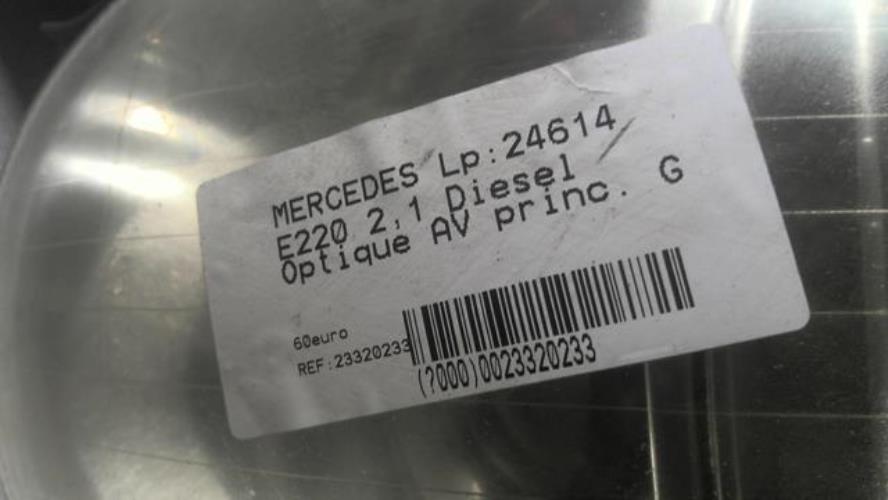 MERCEDES Lp:24614
E220 2,1 Diesel
Optique AV princ. G
60euro
REF:23320233
(?000)0023320233